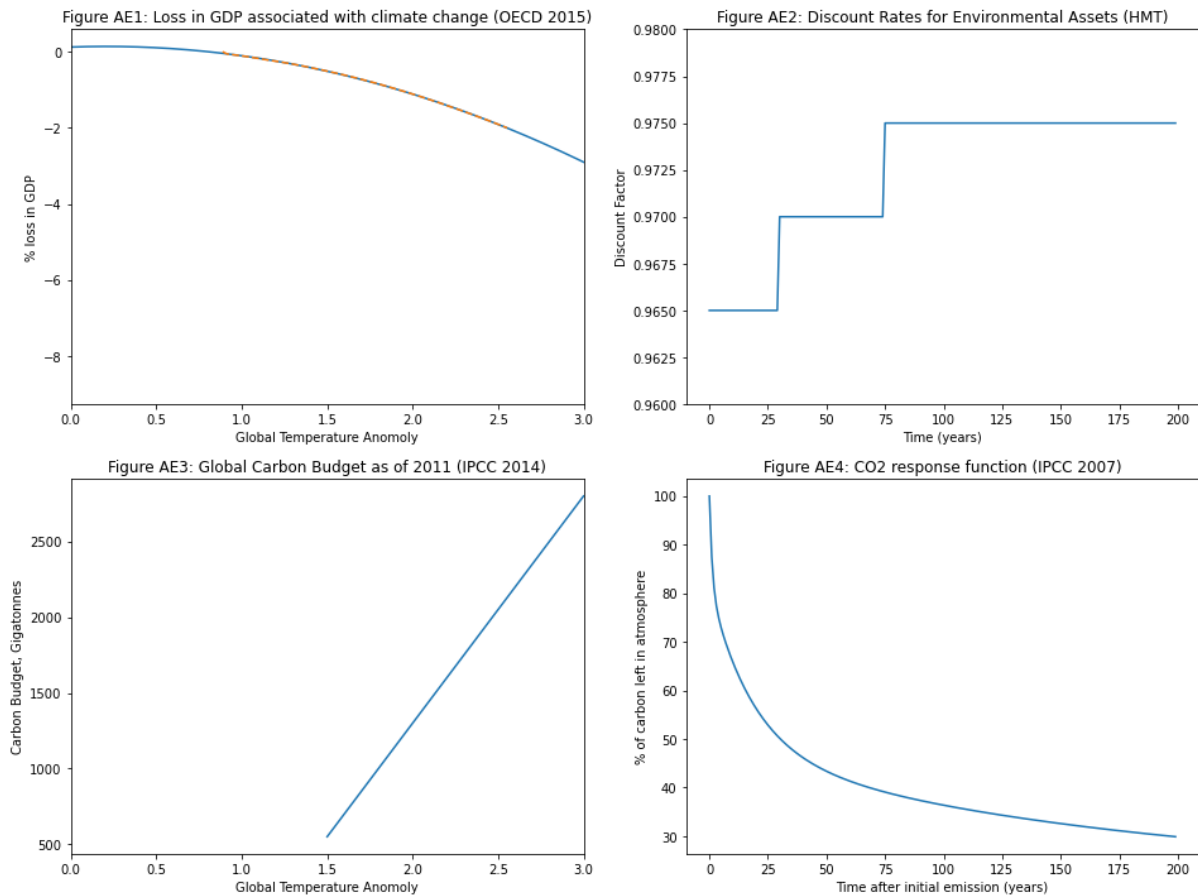 Figure AE1: Loss in GDP associated with climate change (OECD 2015)
0
−2
−4
−6
−8
% loss in GDP
0.0 0.5 1.0 1.5 2.0 2.5 3.0
Global Temperature Anomoly
Figure AE2: Discount Rates for Environmental Assets (HMT)
0.9800
0.9775
0.9750
0.9725
0.9700
0.9675
0.9650
0.9625
0.9600
Discount Factor
0 25 50 75 100 125 150 175 200
Time (years)
Figure AE3: Global Carbon Budget as of 2011 (IPCC 2014)
2500
2000
1500
1000
500
Carbon Budget, Gigatonnes
0.0 0.5 1.0 1.5 2.0 2.5 3.0
Global Temperature Anomoly
Figure AE4: CO2 response function (IPCC 2007)
100
90
80
70
60
50
40
30
% of carbon left in atmosphere
0 25 50 75 100 125 150 175 200
Time after initial emission (years)